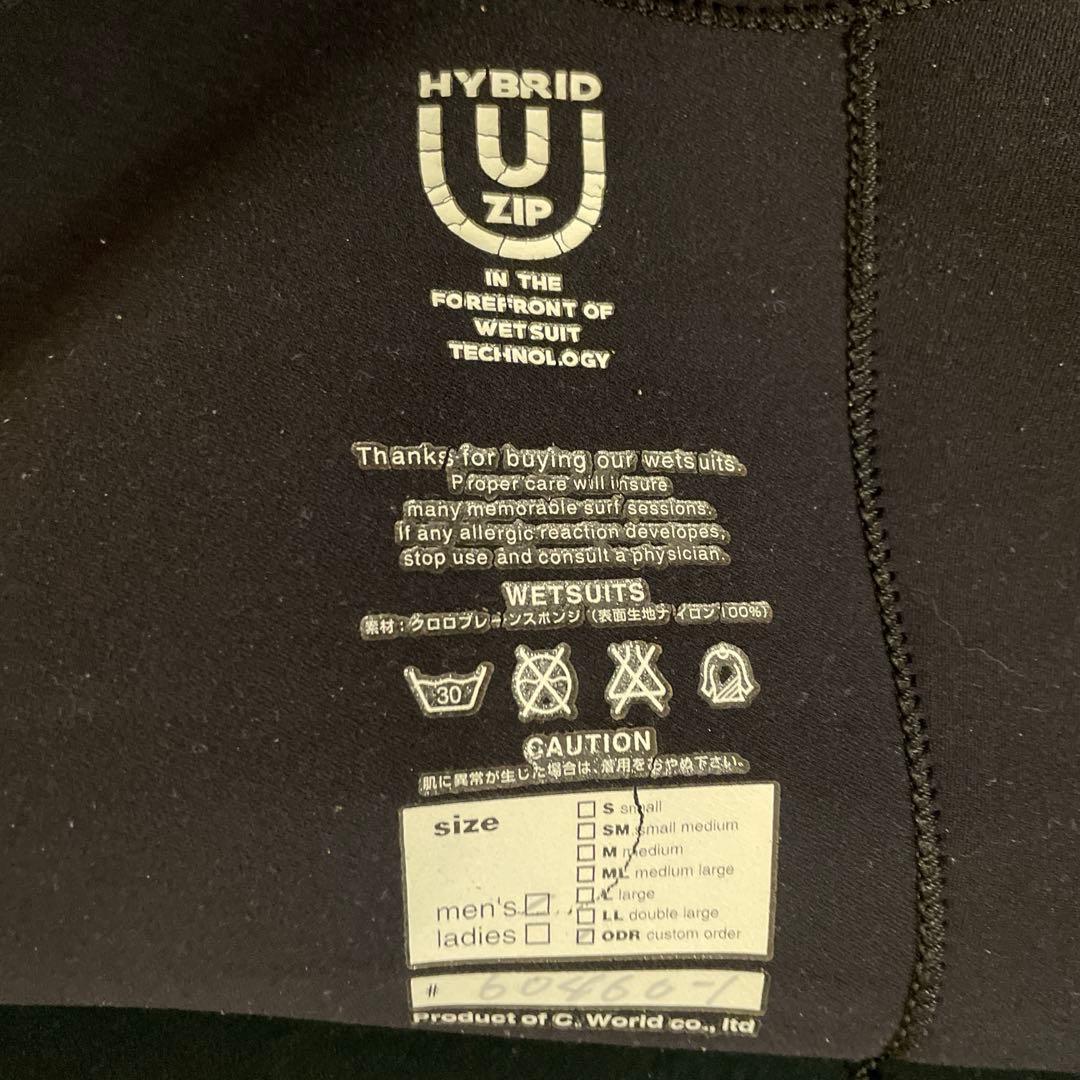 HYBRID
U
ZIP
IN THE
FOREFRONT OF
WETSUIT
TECHNOLOGY
Thanks for buying our wetsuits.
Proper care will insure
many memorable surf sessions.
If any allergic reaction developes,
stop use and consult a physician.
WETSUITS
素材:クロロプレーンスポンジ (表面生地ナイロン100%)
30
CAUTION
肌に異常が生じた場合は、着用をおやめ下さい。
size
S small
SM small medium
M medium
ML medium large
L large
men's
LL double large
ladies
ODR custom order
# 60460-1
Product of C. World co., ltd